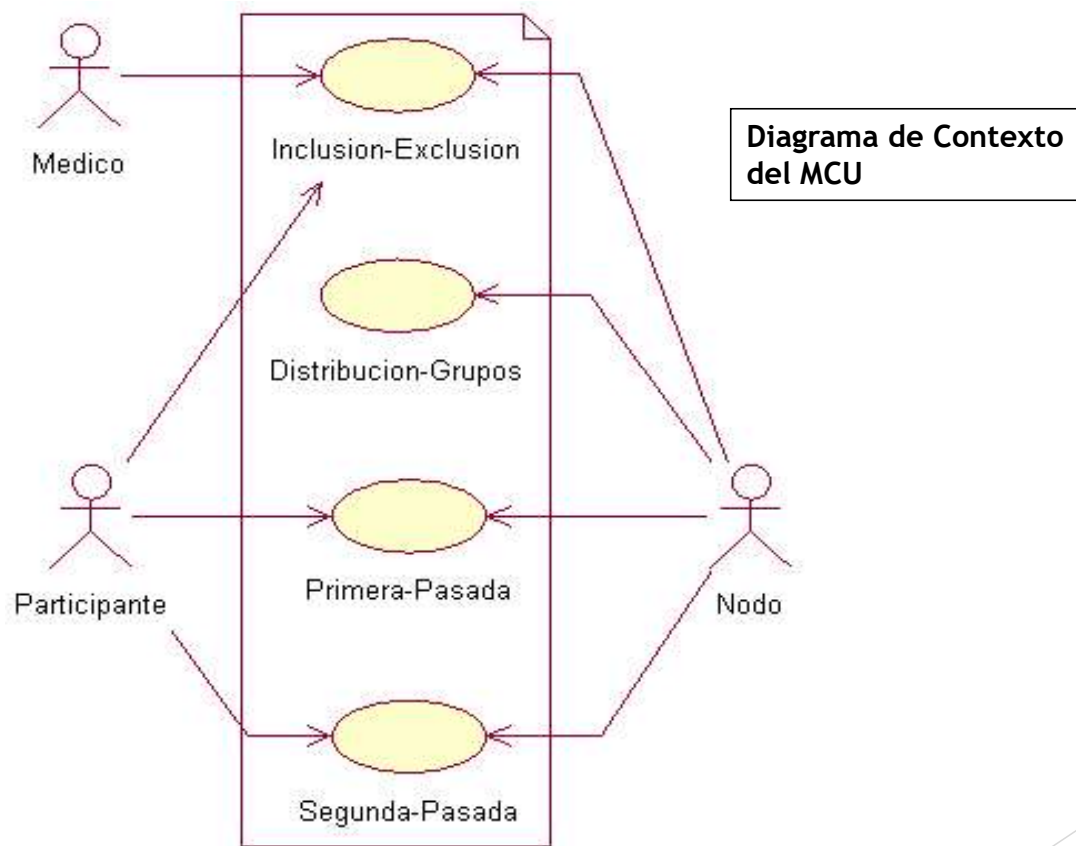 Medico
Inclusion-Exclusion
Diagrama de Contexto
del MCU
Distribucion-Grupos
Participante
Primera-Pasada
Nodo
Segunda-Pasada